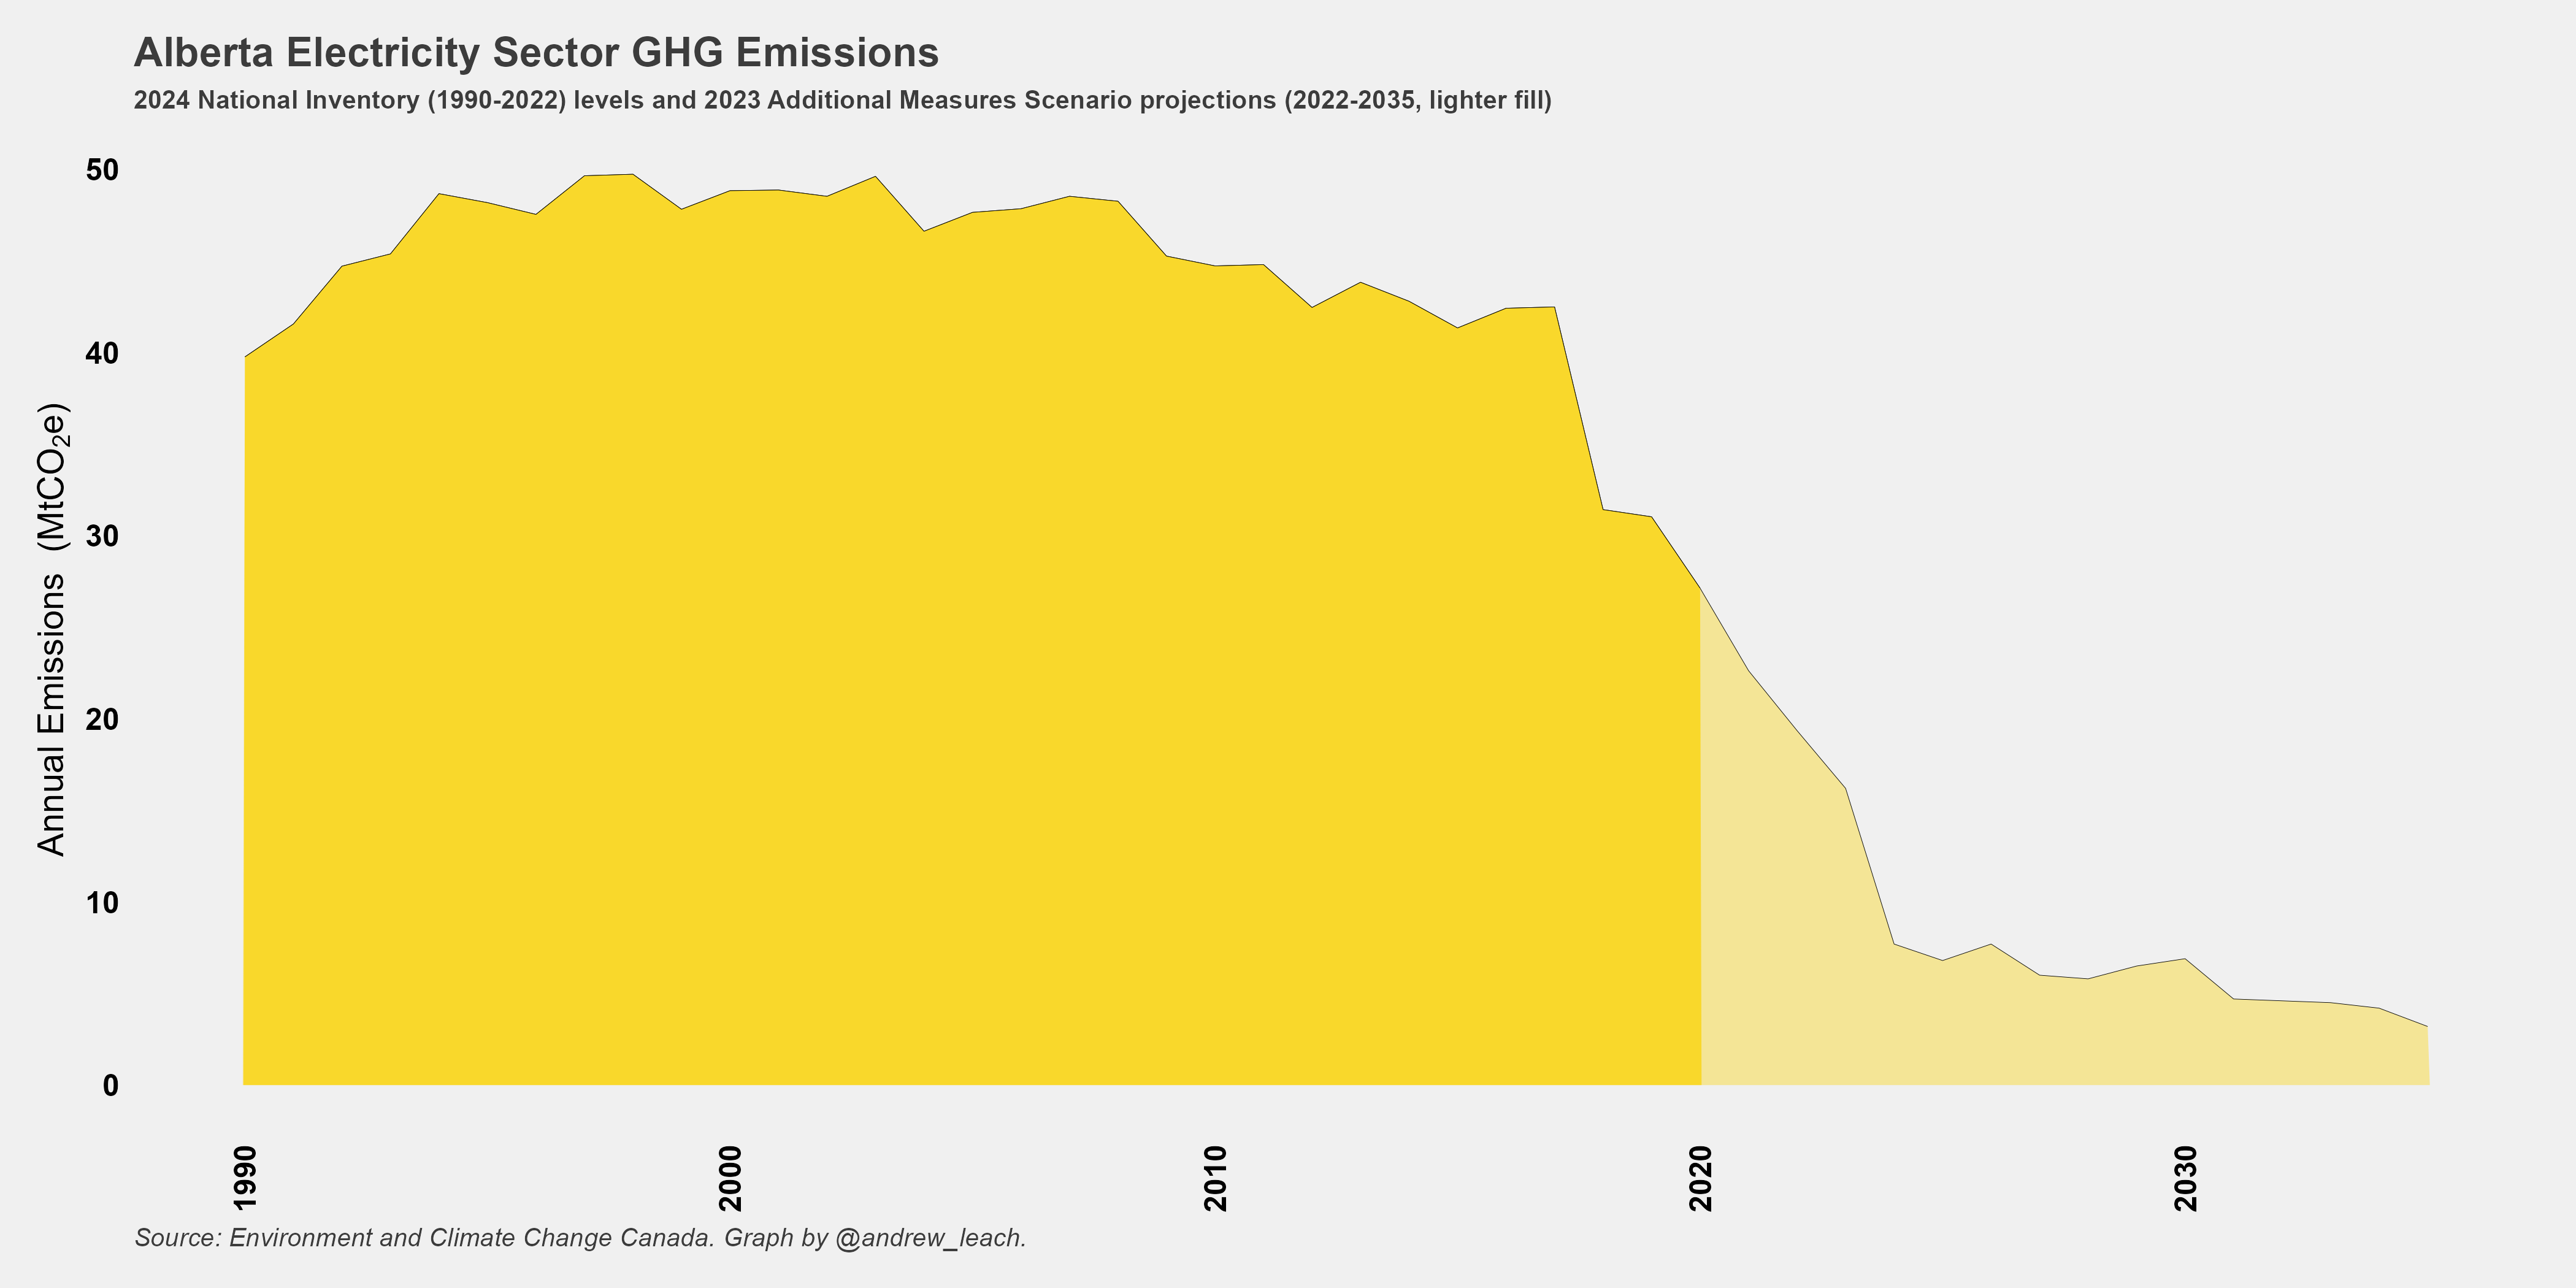 Alberta Electricity Sector GHG Emissions
2024 National Inventory (1990-2022) levels and 2023 Additional Measures Scenario projections (2022-2035, lighter fill)
Annual Emissions (MtCO₂e)
50
40
30
20
10
0
1990
2000
2010
2020
2030
Source: Environment and Climate Change Canada. Graph by @andrew_leach.